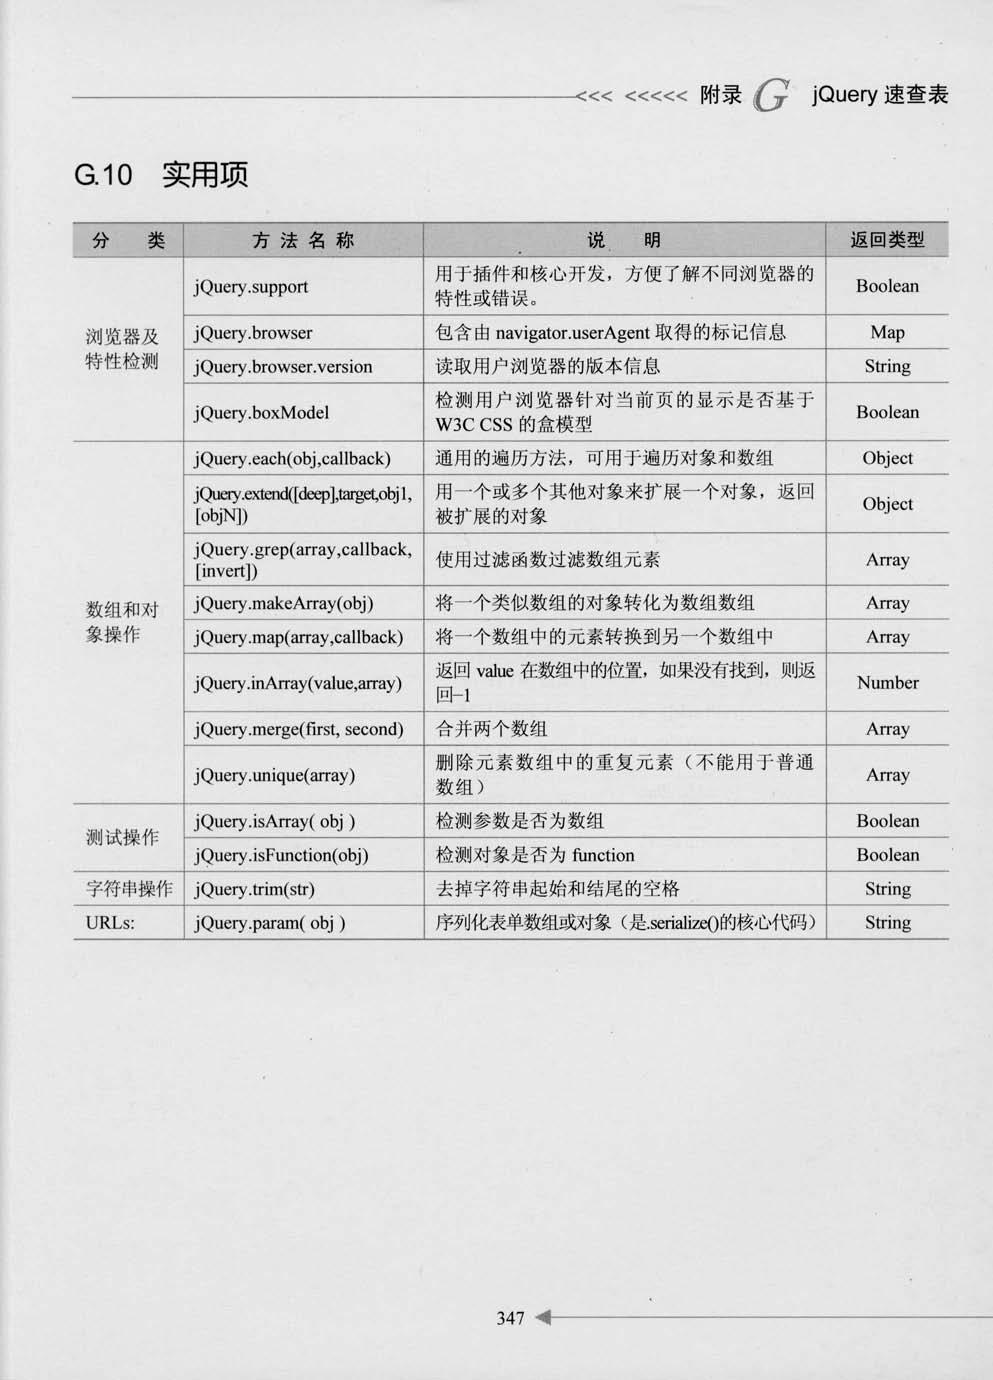 <<< <<<<< 附录 G jQuery 速查表
G.10 实用项
分 类 方 法 名 称 说 明 返回类型
浏览器及
特性检测
jQuery.support
用于插件和核心开发，方便了解不同浏览器的
特性或错误。
Boolean
jQuery.browser 包含由 navigator.userAgent 取得的标记信息 Map
jQuery.browser.version 读取用户浏览器的版本信息 String
jQuery.boxModel
检测用户浏览器针对当前页的显示是否基于
W3C CSS 的盒模型
Boolean
数组和对
象操作
jQuery.each(obj,callback) 通用的遍历方法，可用于遍历对象和数组 Object
jQuery.extend([deep],target,obj1,
[objN])
用一个或多个其他对象来扩展一个对象，返回
被扩展的对象
Object
jQuery.grep(array,callback,
[invert])
使用过滤函数过滤数组元素 Array
jQuery.makeArray(obj) 将一个类似数组的对象转化为数组数组 Array
jQuery.map(array,callback) 将一个数组中的元素转换到另一个数组中 Array
jQuery.inArray(value,array)
返回 value 在数组中的位置，如果没有找到，则返
回-1
Number
jQuery.merge(first, second) 合并两个数组 Array
jQuery.unique(array)
删除元素数组中的重复元素（不能用于普通
数组）
Array
测试操作
jQuery.isArray( obj ) 检测参数是否为数组 Boolean
jQuery.isFunction(obj) 检测对象是否为 function Boolean
字符串操作 jQuery.trim(str) 去掉字符串起始和结尾的空格 String
URLs: jQuery.param( obj ) 序列化表单数组或对象（是.serialize()的核心代码） String
347